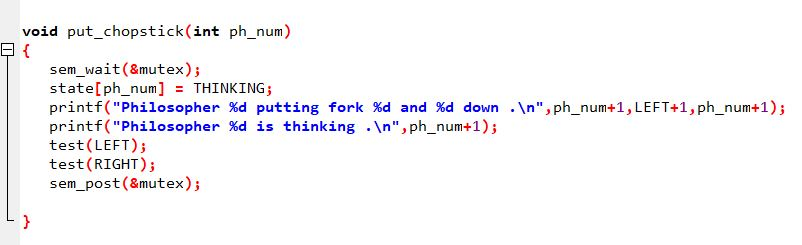 void put_chopstick(int ph_num)
{
sem_wait(&mutex);
state[ph_num] = THINKING;
printf("Philosopher %d putting fork %d and %d down .\n",ph_num+1,LEFT+1,ph_num+1);
printf("Philosopher %d is thinking .\n",ph_num+1);
test(LEFT);
test(RIGHT);
sem_post(&mutex);
}